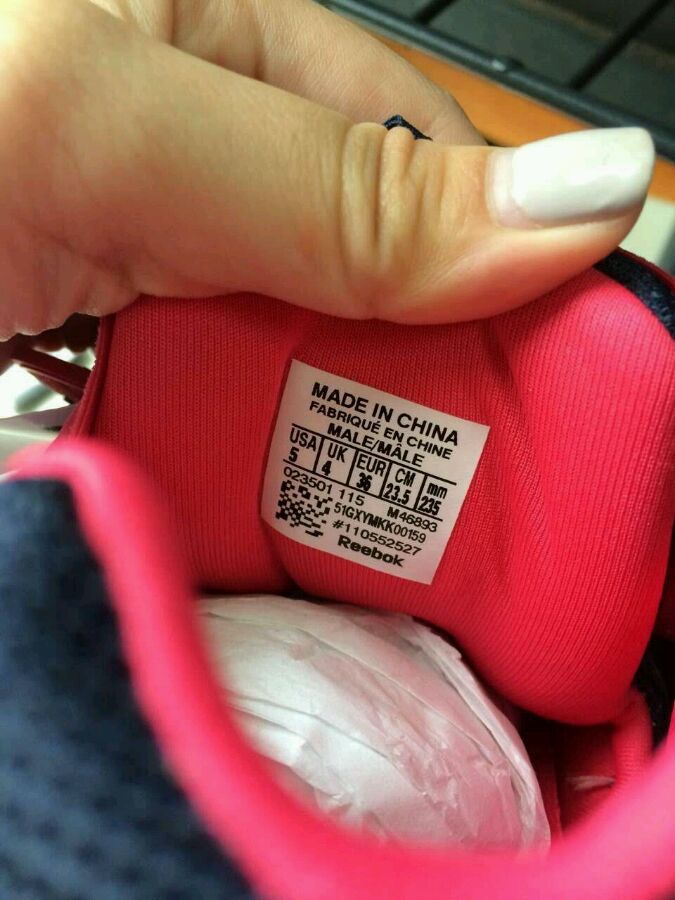 MADE IN CHINA
FABRIQUÉ EN CHINE
MALE/MÂLE
USA UK EUR CM mm
5 4 36 23.5 235
023501 115 M46893
51GXYMKK00159
#110552527
Reebok